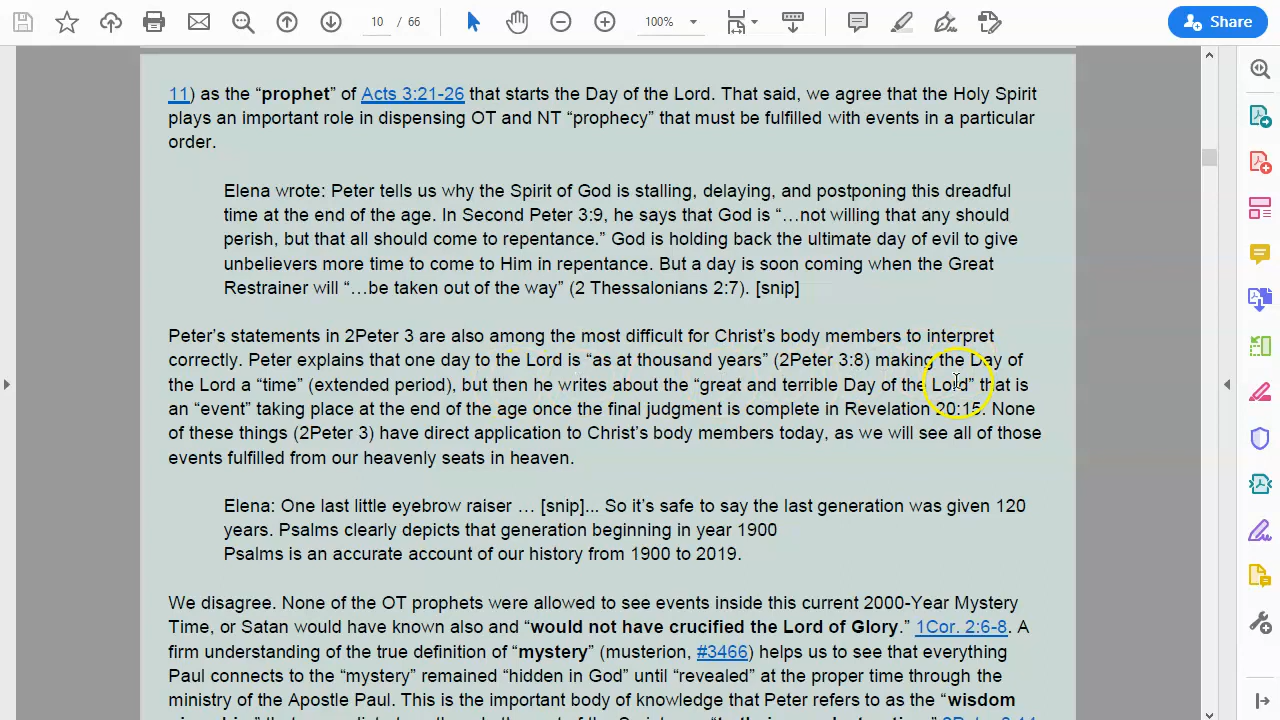 10 / 66
100%
Share
11) as the “prophet” of Acts 3:21-26 that starts the Day of the Lord. That said, we agree that the Holy Spirit
plays an important role in dispensing OT and NT “prophecy” that must be fulfilled with events in a particular
order.
Elena wrote: Peter tells us why the Spirit of God is stalling, delaying, and postponing this dreadful
time at the end of the age. In Second Peter 3:9, he says that God is “…not willing that any should
perish, but that all should come to repentance.” God is holding back the ultimate day of evil to give
unbelievers more time to come to Him in repentance. But a day is soon coming when the Great
Restrainer will “…be taken out of the way” (2 Thessalonians 2:7). [snip]
Peter’s statements in 2Peter 3 are also among the most difficult for Christ’s body members to interpret
correctly. Peter explains that one day to the Lord is “as at thousand years” (2Peter 3:8) making the Day of
the Lord a “time” (extended period), but then he writes about the “great and terrible Day of the Lord” that is
an “event” taking place at the end of the age once the final judgment is complete in Revelation 20:15. None
of these things (2Peter 3) have direct application to Christ’s body members today, as we will see all of those
events fulfilled from our heavenly seats in heaven.
Elena: One last little eyebrow raiser … [snip]... So it’s safe to say the last generation was given 120
years. Psalms clearly depicts that generation beginning in year 1900
Psalms is an accurate account of our history from 1900 to 2019.
We disagree. None of the OT prophets were allowed to see events inside this current 2000-Year Mystery
Time, or Satan would have known also and “would not have crucified the Lord of Glory.” 1Cor. 2:6-8. A
firm understanding of the true definition of “mystery” (musterion, #3466) helps us to see that everything
Paul connects to the “mystery” remained “hidden in God” until “revealed” at the proper time through the
ministry of the Apostle Paul. This is the important body of knowledge that Peter refers to as the “wisdom